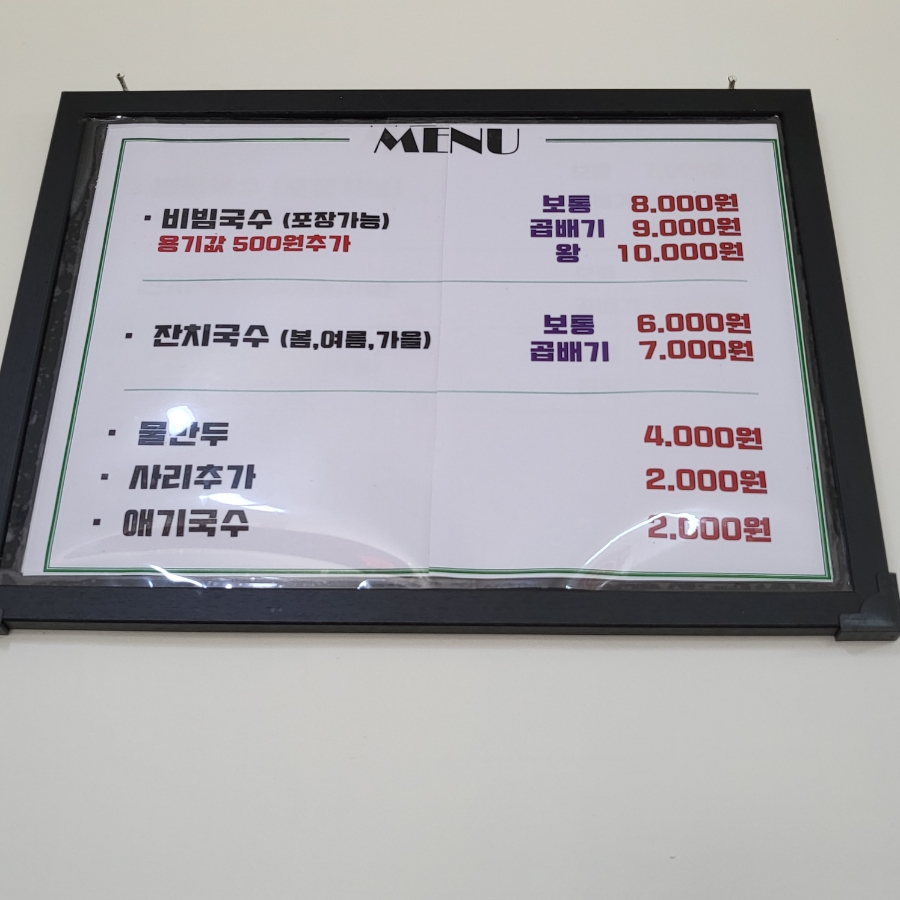 MENU
· 비빔국수 (포장가능)
용기값 500원추가
보통 8.000원
곱배기 9.000원
왕 10.000원
· 잔치국수 (봄,여름,가을)
보통 6.000원
곱배기 7.000원
· 물만두 4.000원
· 사리추가 2.000원
· 애기국수 2.000원